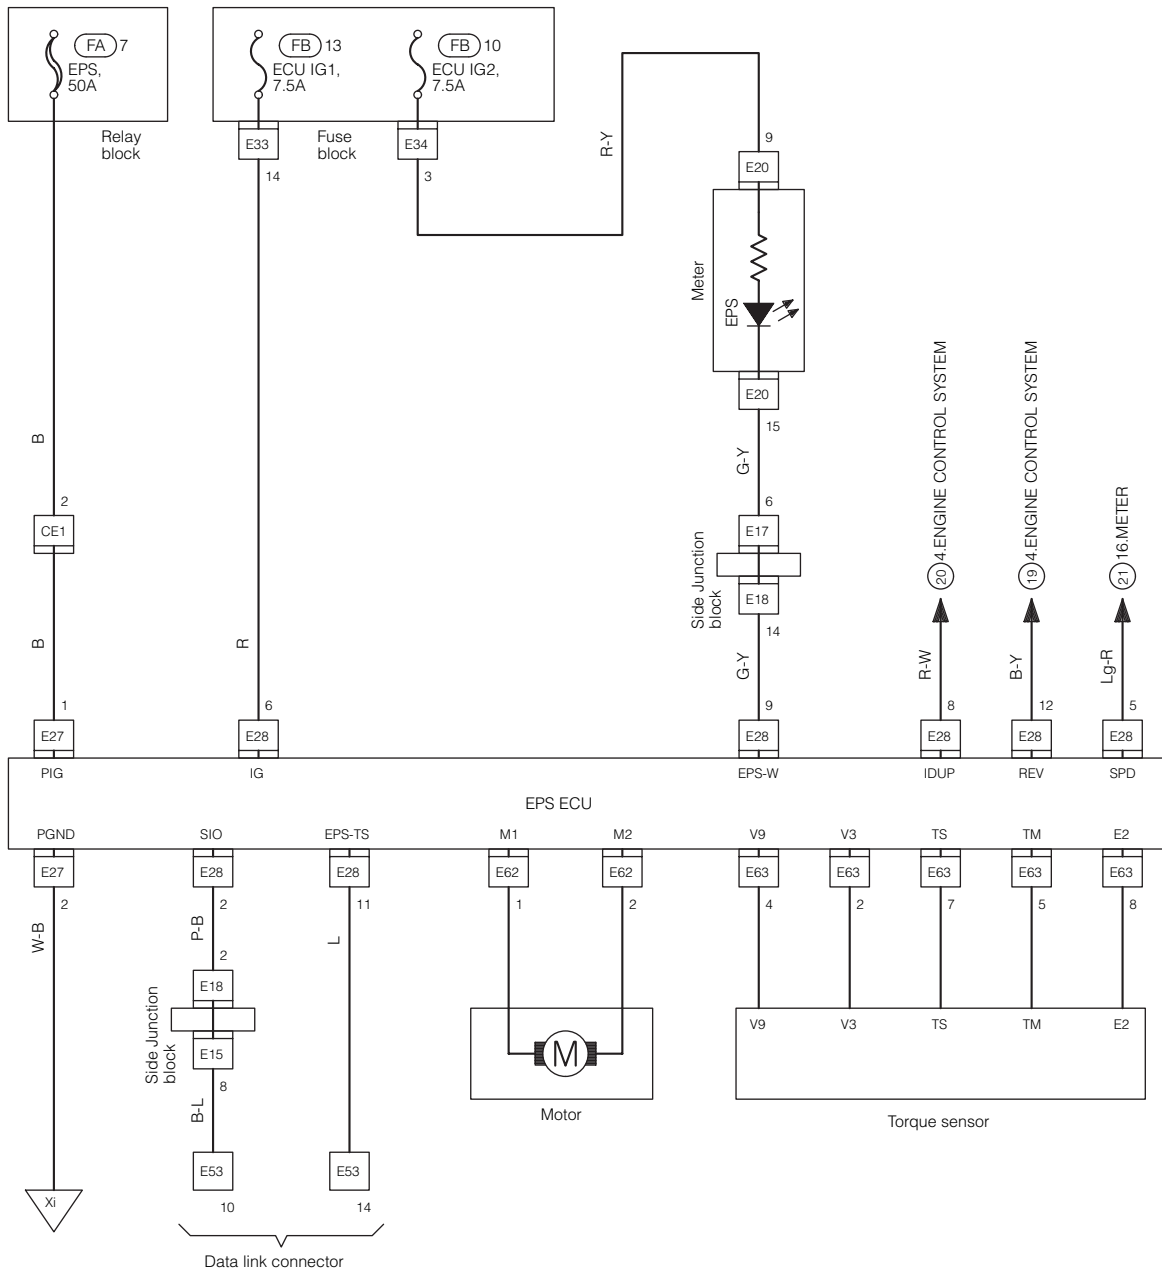 FA 7
EPS,
50A
Relay
block
FB 13
ECU IG1,
7.5A
FB 10
ECU IG2,
7.5A
Fuse
block
E33
14
E34
3
R-Y
9
E20
Meter
EPS
E20
15
G-Y
6
E17
Side Junction
block
E18
14
G-Y
9
E28
B
2
CE1
B
1
E27
R
6
E28
20 4.ENGINE CONTROL SYSTEM
R-W
8
E28
19 4.ENGINE CONTROL SYSTEM
B-Y
12
E28
21 16.METER
Lg-R
5
E28
PIG
IG
EPS-W
IDUP
REV
SPD
EPS ECU
PGND
SIO
EPS-TS
M1
M2
V9
V3
TS
TM
E2
E27
2
W-B
Xi
E28
2
P-B
2
E18
Side Junction
block
E15
8
B-L
E53
10
E28
11
L
E53
14
Data link connector
E62
1
E62
2
M
Motor
E63
4
E63
2
E63
7
E63
5
E63
8
V9
V3
TS
TM
E2
Torque sensor